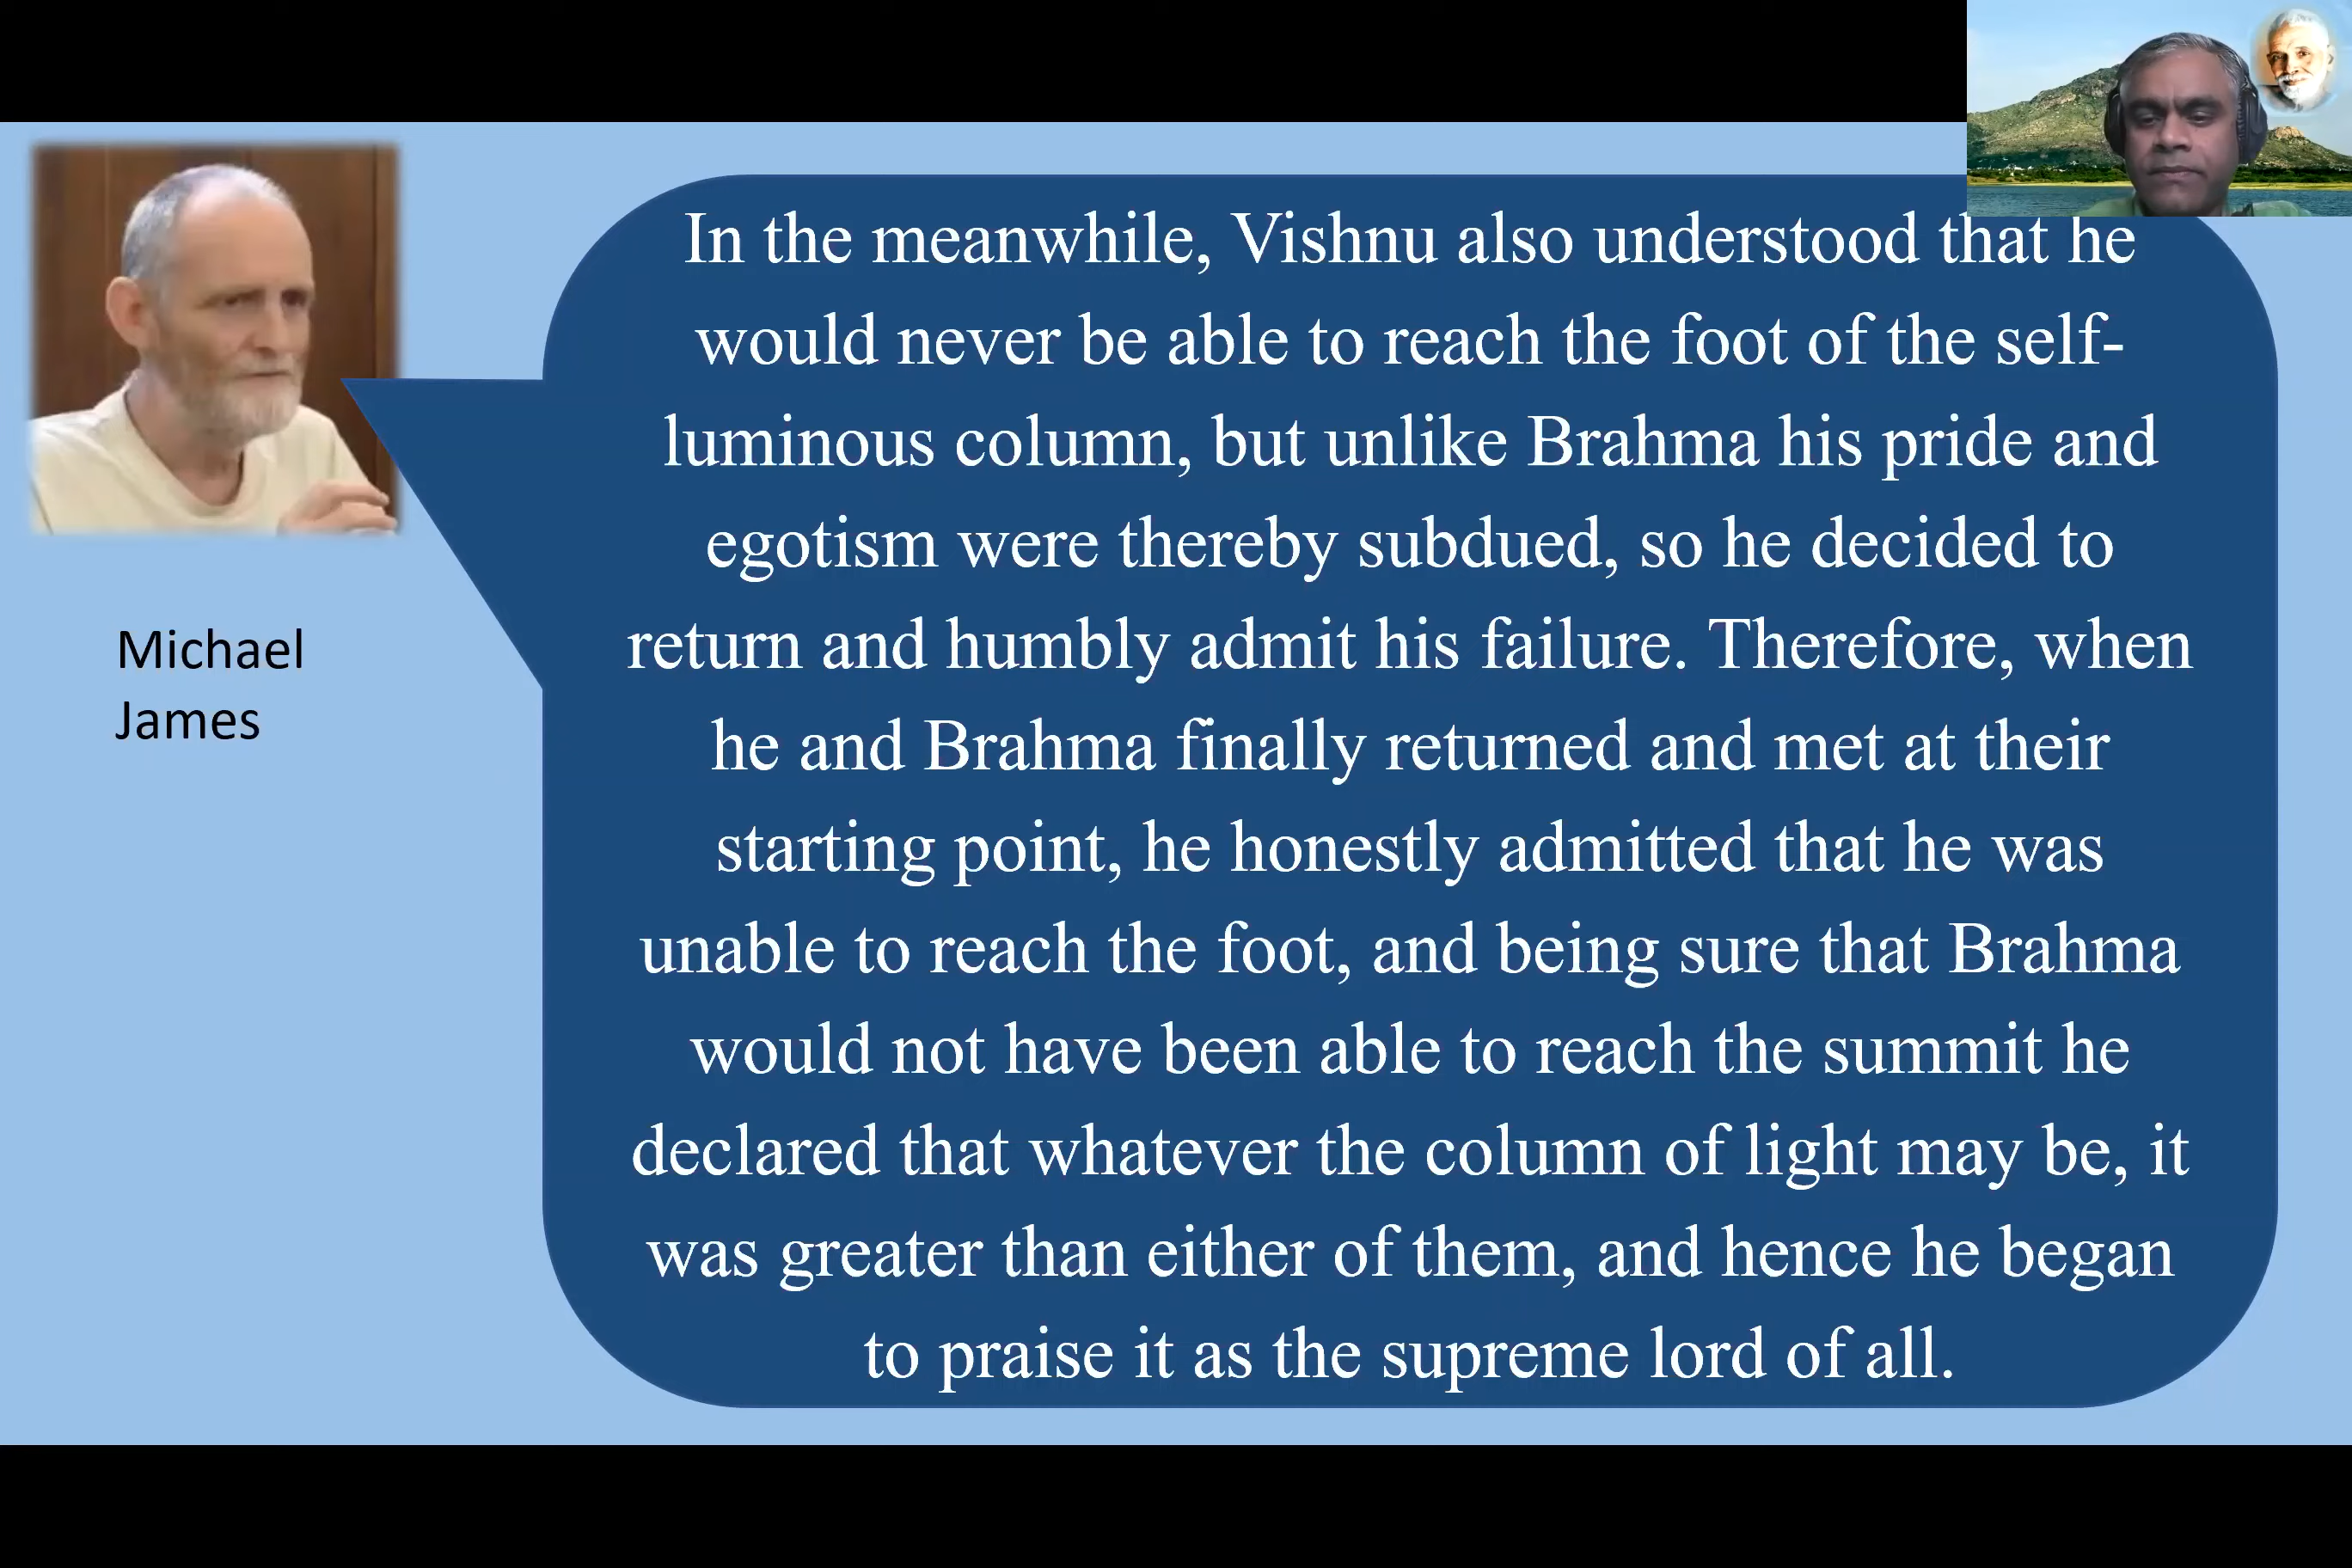 In the meanwhile, Vishnu also understood that he
would never be able to reach the foot of the self-
luminous column, but unlike Brahma his pride and
egotism were thereby subdued, so he decided to
return and humbly admit his failure. Therefore, when
he and Brahma finally returned and met at their
starting point, he honestly admitted that he was
unable to reach the foot, and being sure that Brahma
would not have been able to reach the summit he
declared that whatever the column of light may be, it
was greater than either of them, and hence he began
to praise it as the supreme lord of all.
Michael
James